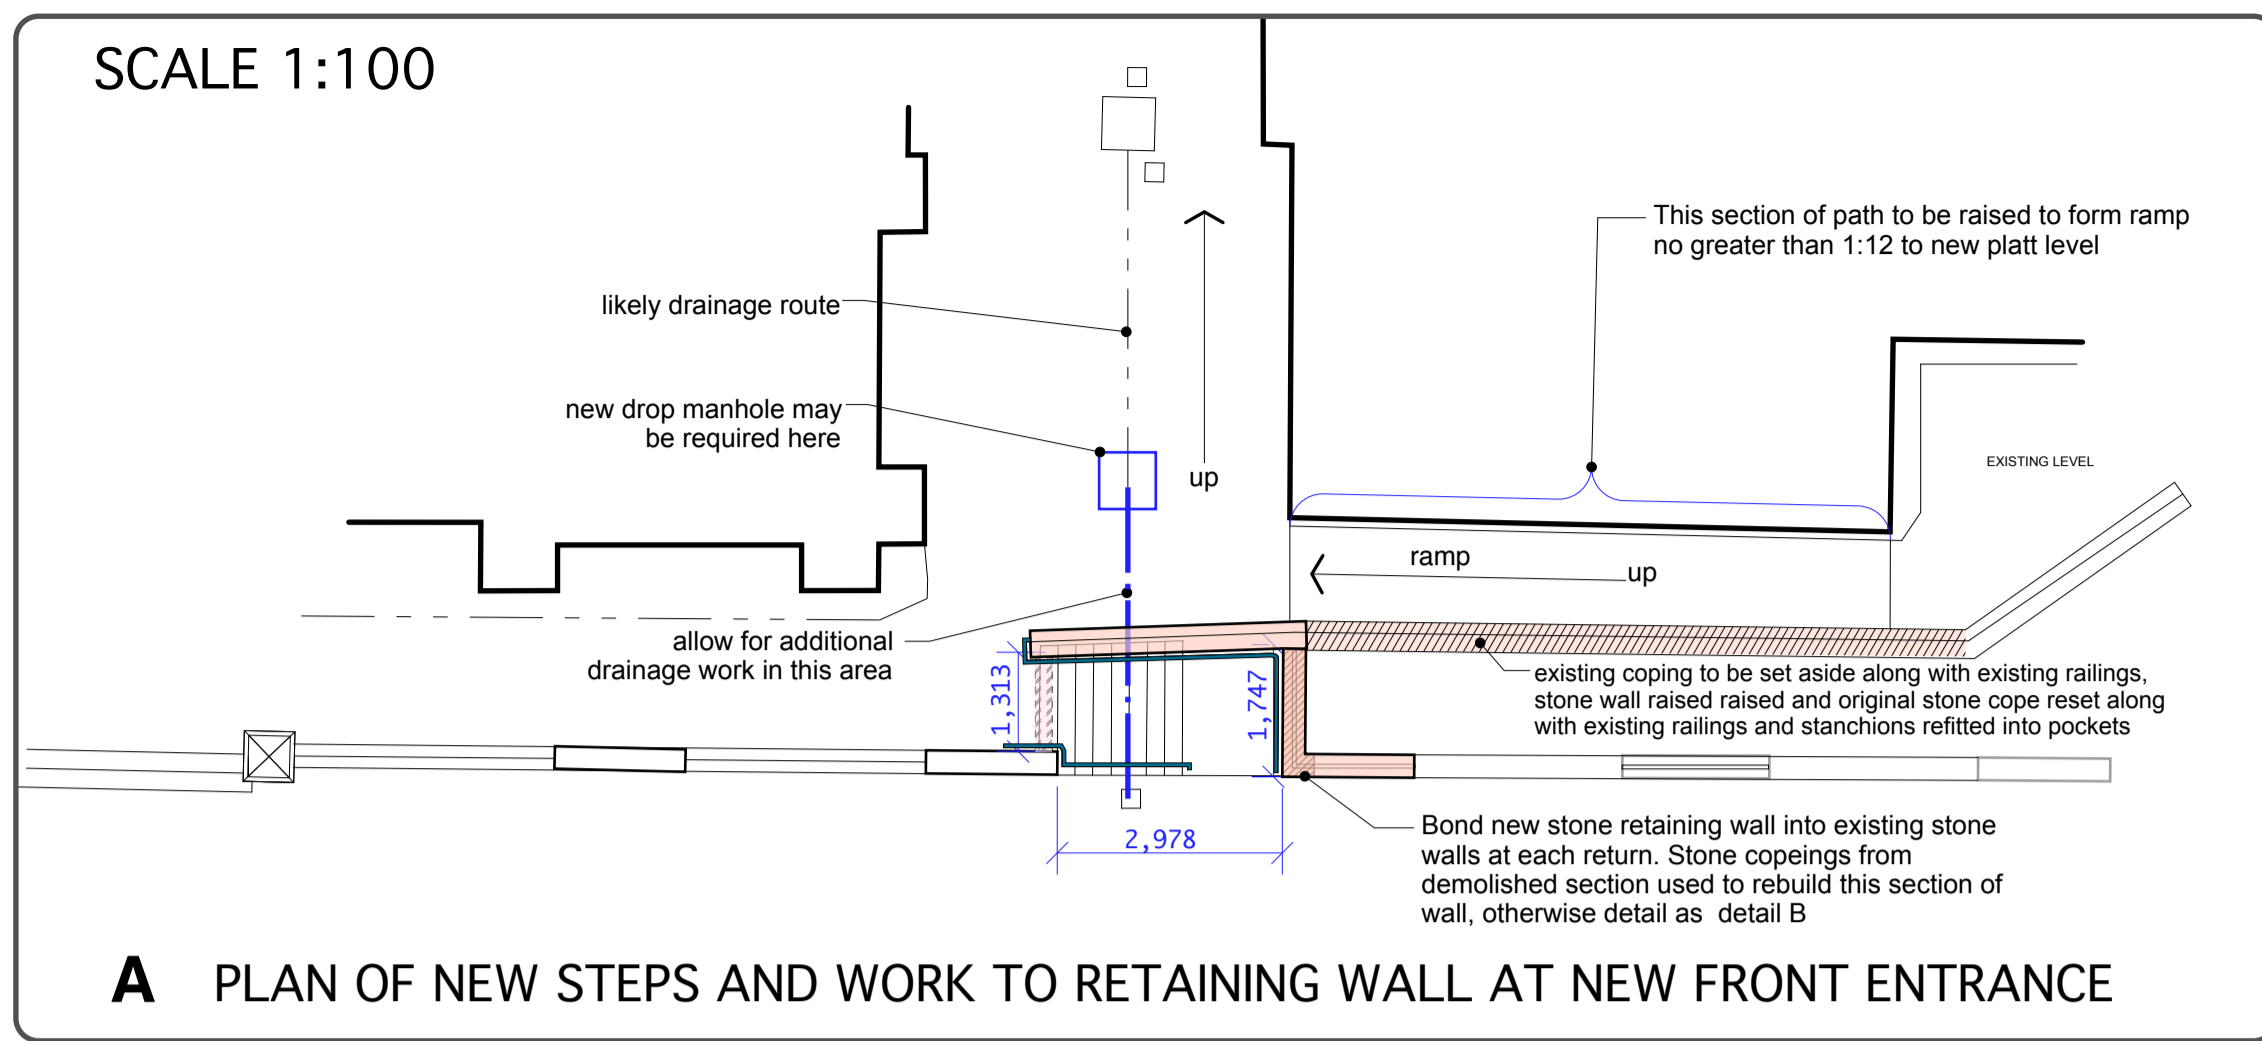 SCALE 1:100
This section of path to be raised to form ramp
no greater than 1:12 to new platt level
likely drainage route
new drop manhole may
be required here
up
EXISTING LEVEL
ramp
up
allow for additional
drainage work in this area
1,313
1,747
existing coping to be set aside along with existing railings,
stone wall raised raised and original stone cope reset along
with existing railings and stanchions refitted into pockets
2,978
Bond new stone retaining wall into existing stone
walls at each return. Stone copeings from
demolished section used to rebuild this section of
wall, otherwise detail as detail B
A PLAN OF NEW STEPS AND WORK TO RETAINING WALL AT NEW FRONT ENTRANCE